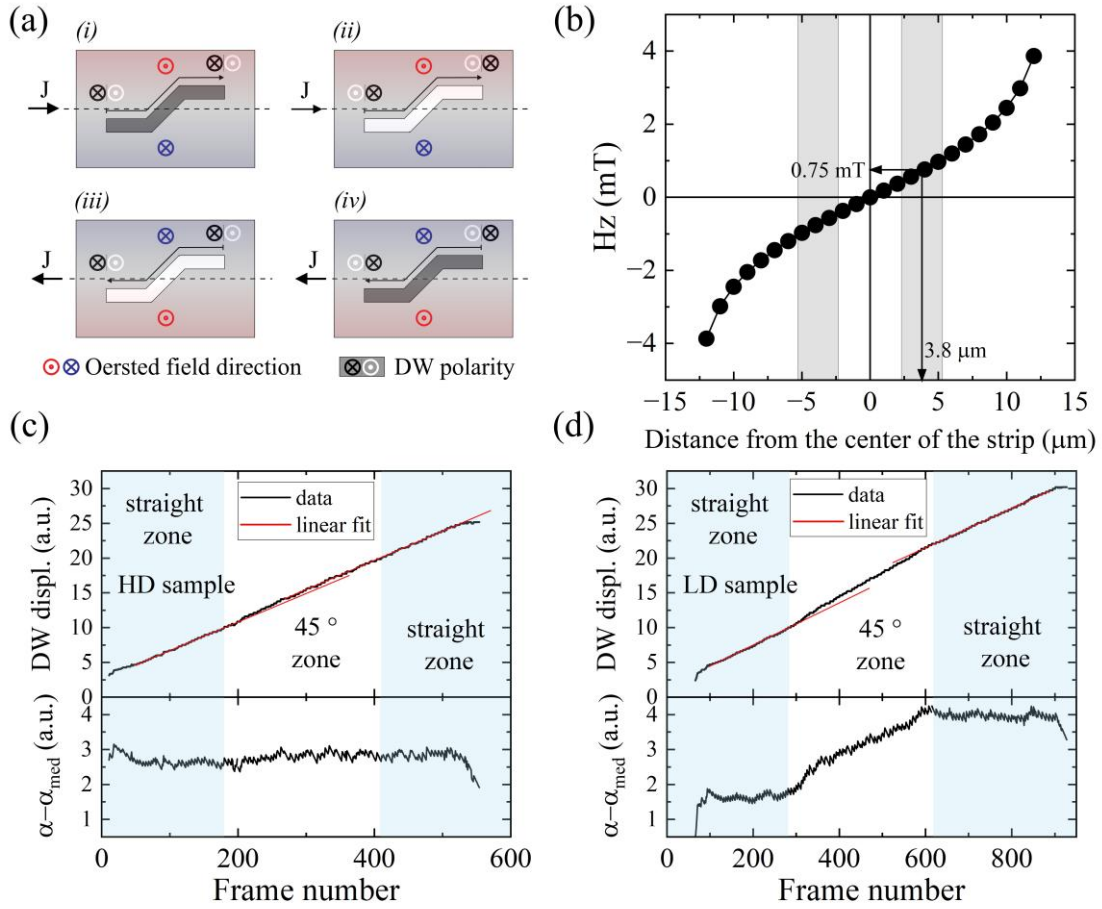 (a)
(i)
(ii)
J
J
(iii)
(iv)
J
J
Oersted field direction
DW polarity
(b)
Hz (mT)
4
2
0
−2
−4
0.75 mT
3.8 μm
−15 −10 −5 0 5 10 15
Distance from the center of the strip (μm)
(c)
DW displ. (a.u.)
30
25
20
15
10
5
0
straight
zone
data
linear fit
HD sample
45 °
zone
straight
zone
α−αmed (a.u.)
4
3
2
1
0 200 400 600
Frame number
(d)
DW displ. (a.u.)
30
25
20
15
10
5
0
straight
zone
data
linear fit
LD sample
45 °
zone
straight
zone
α−αmed (a.u.)
4
3
2
1
0 200 400 600 800
Frame number